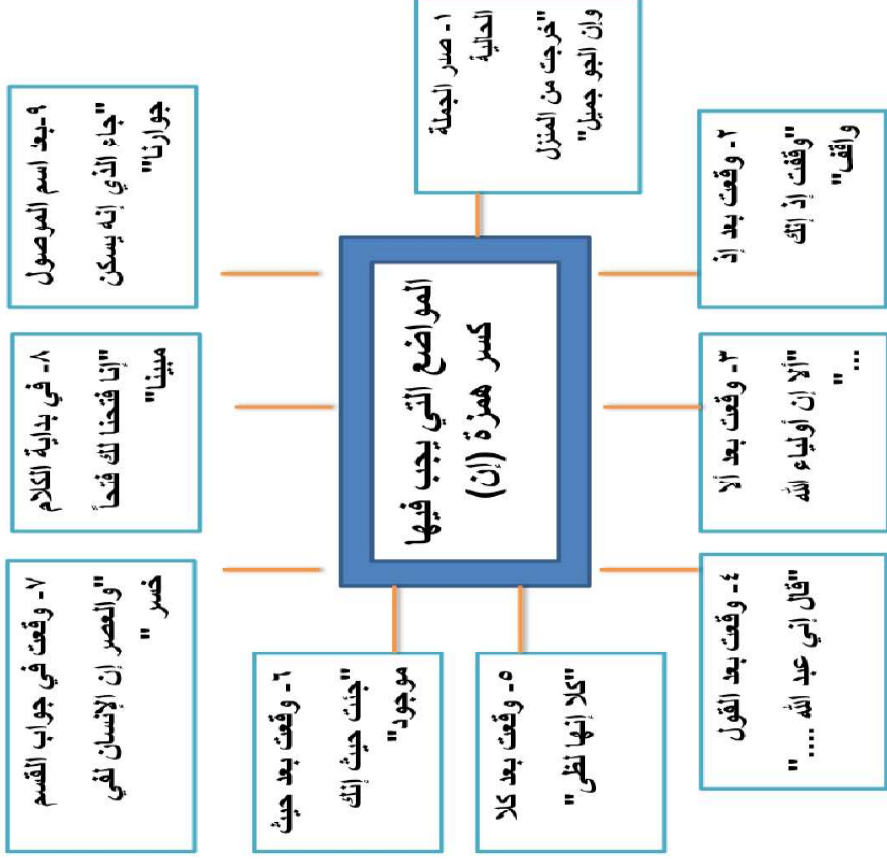 المواضع التي يجب فيها
كسر همزة (إن)
١- صدر الجملة
الحالية
"خرجت من المنزل
وإن الجو جميل"
٢- وقعت بعد إذ
"وقفت إذ إنك
واقف"
٣- وقعت بعد ألا
"ألا إن أولياء الله
... "
٤- وقعت بعد القول
"قال إني عبد الله .... "
٥- وقعت بعد كلا
"كلا إنها لظى"
٦- وقعت بعد حيث
"جئت حيث إنك
موجود"
٧- وقعت في جواب القسم
"والعصر إن الإنسان لفي
خسر "
٨- في بداية الكلام
"إنا فتحنا لك فتحاً
مبينا"
٩-بعد اسم الموصول
"جاء الذي إنه يسكن
جوارنا"